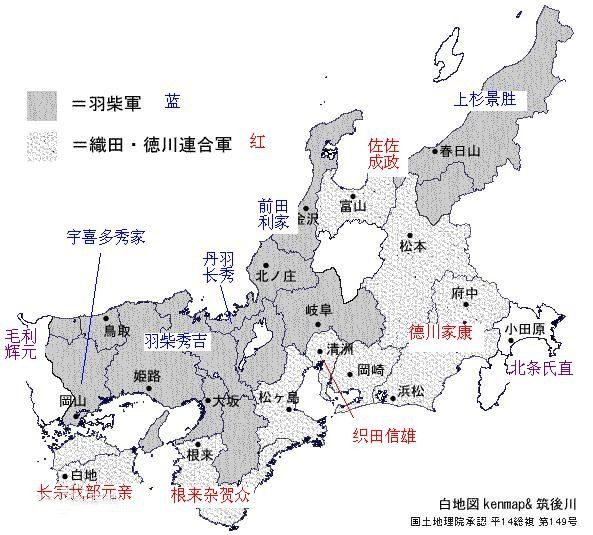 ＝羽柴軍 蓝
＝織田・徳川連合軍 红
上杉景胜
春日山
佐佐
成政
富山
前田
利家
金沢
松本
宇喜多秀家
丹羽
长秀
北ノ庄
岐阜
府中
小田原
毛利
辉元
鳥取
羽柴秀吉
德川家康
清洲
岡崎
北条氏直
姫路
岡山
大坂
松ヶ島
浜松
织田信雄
根来
白地
长宗我部元亲
根来杂贺众
白地図 kenmap& 筑後川
国土地理院承認 平14総複 第149号